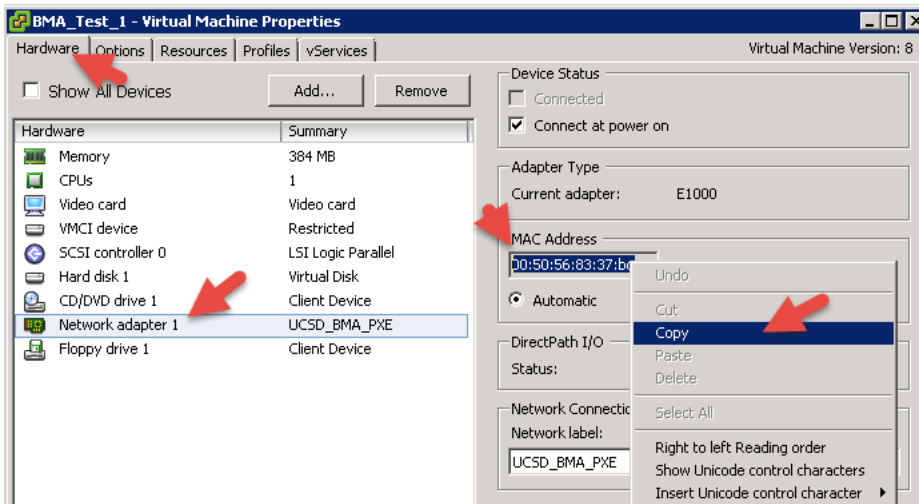 BMA_Test_1 - Virtual Machine Properties
Hardware Options Resources Profiles vServices Virtual Machine Version: 8
Show All Devices Add... Remove
Hardware Summary
Memory 384 MB
CPUs 1
Video card Video card
VMCI device Restricted
SCSI controller 0 LSI Logic Parallel
Hard disk 1 Virtual Disk
CD/DVD drive 1 Client Device
Network adapter 1 UCSD_BMA_PXE
Floppy drive 1 Client Device
Device Status
Connected
Connect at power on
Adapter Type
Current adapter: E1000
MAC Address
00:50:56:83:37:
Automatic
DirectPath I/O
Status:
Network Connectio
Network label:
UCSD_BMA_PXE
Undo
Cut
Copy
Paste
Delete
Select All
Right to left Reading order
Show Unicode control characters
Insert Unicode control character